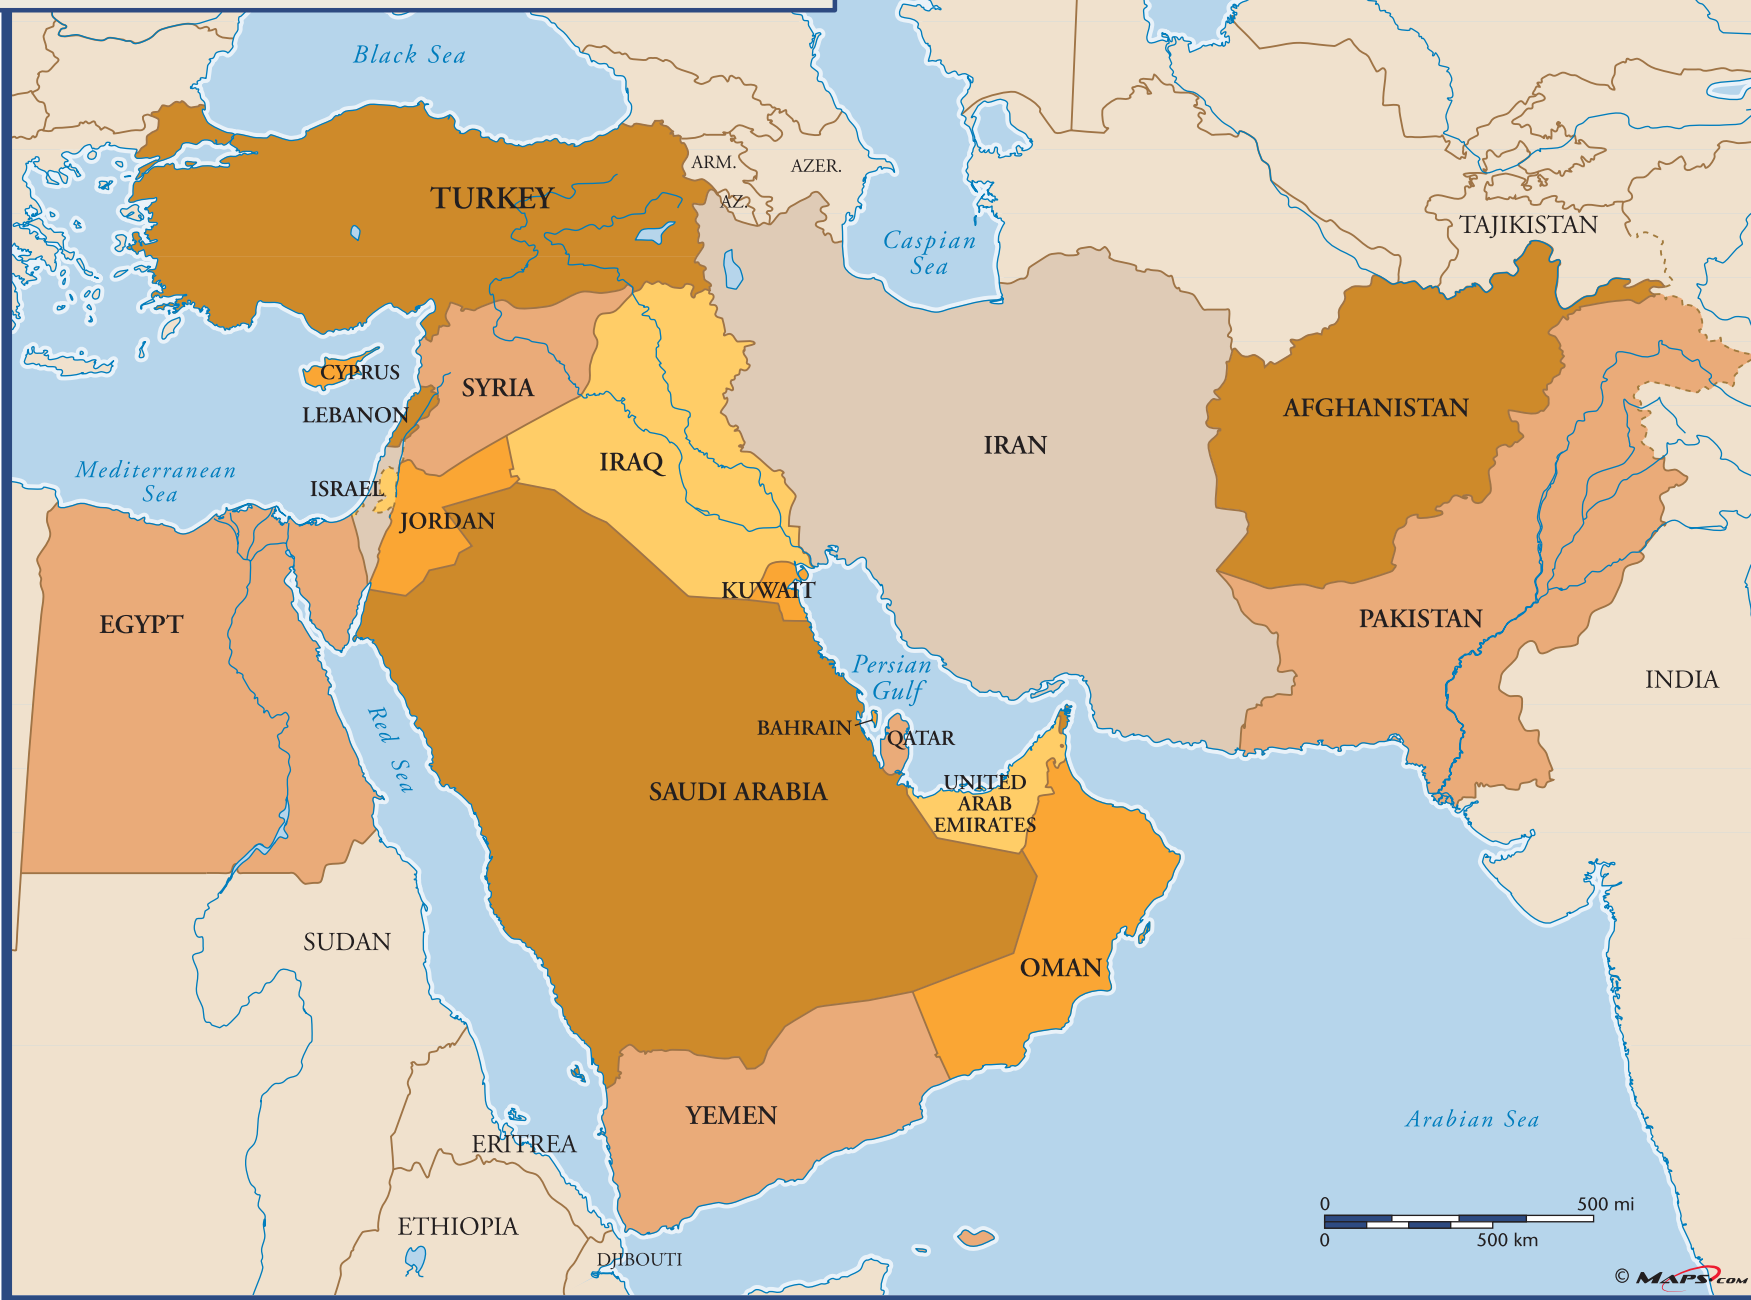 Black Sea
ARM.
AZER.
TURKEY
AZ.
TAJIKISTAN
Caspian
Sea
CYPRUS
SYRIA
LEBANON
AFGHANISTAN
IRAN
IRAQ
Mediterranean
Sea
ISRAEL
JORDAN
KUWAIT
EGYPT
PAKISTAN
Persian
Gulf
INDIA
Red Sea
BAHRAIN
QATAR
SAUDI ARABIA
UNITED
ARAB
EMIRATES
SUDAN
OMAN
YEMEN
Arabian Sea
ERITREA
ETHIOPIA
DJIBOUTI
0 500 mi
0 500 km
© MAPS.COM